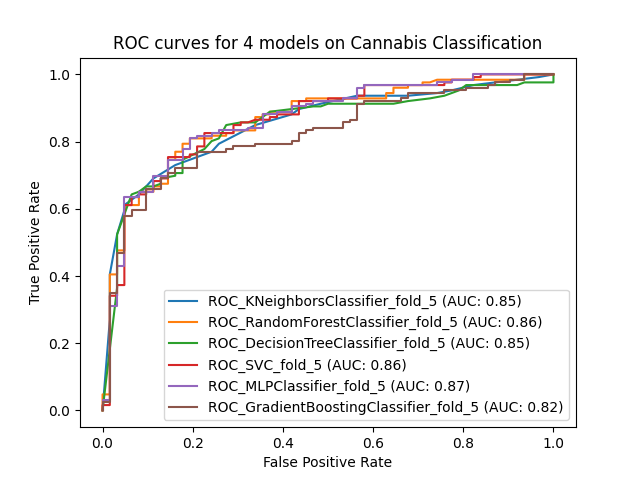 ROC curves for 4 models on Cannabis Classification
True Positive Rate
1.0
0.8
0.6
0.4
0.2
0.0
ROC_KNeighborsClassifier_fold_5 (AUC: 0.85)
ROC_RandomForestClassifier_fold_5 (AUC: 0.86)
ROC_DecisionTreeClassifier_fold_5 (AUC: 0.85)
ROC_SVC_fold_5 (AUC: 0.86)
ROC_MLPClassifier_fold_5 (AUC: 0.87)
ROC_GradientBoostingClassifier_fold_5 (AUC: 0.82)
0.0 0.2 0.4 0.6 0.8 1.0
False Positive Rate